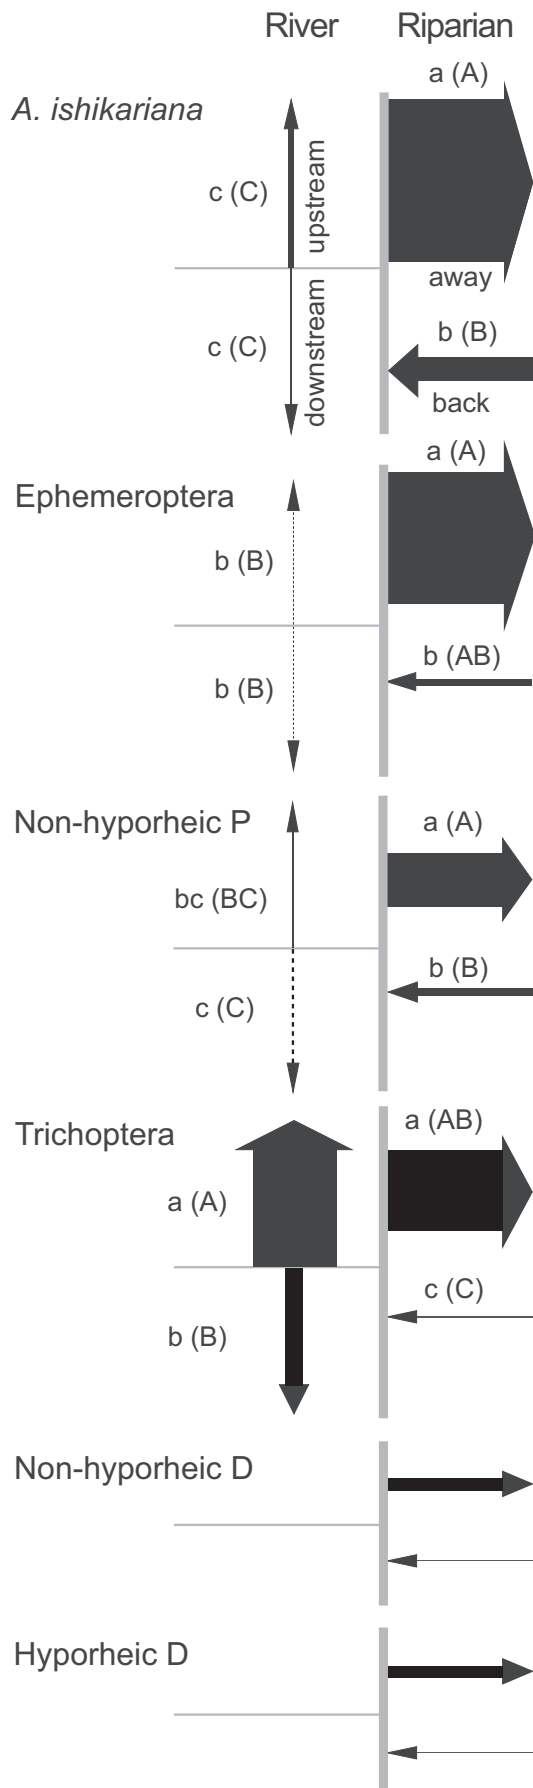 River Riparian
a (A)
A. ishikariana
c (C)
upstream
away
c (C)
downstream
b (B)
back
a (A)
Ephemeroptera
b (B)
b (AB)
b (B)
Non-hyporheic P
a (A)
bc (BC)
b (B)
c (C)
Trichoptera
a (AB)
a (A)
c (C)
b (B)
Non-hyporheic D
Hyporheic D